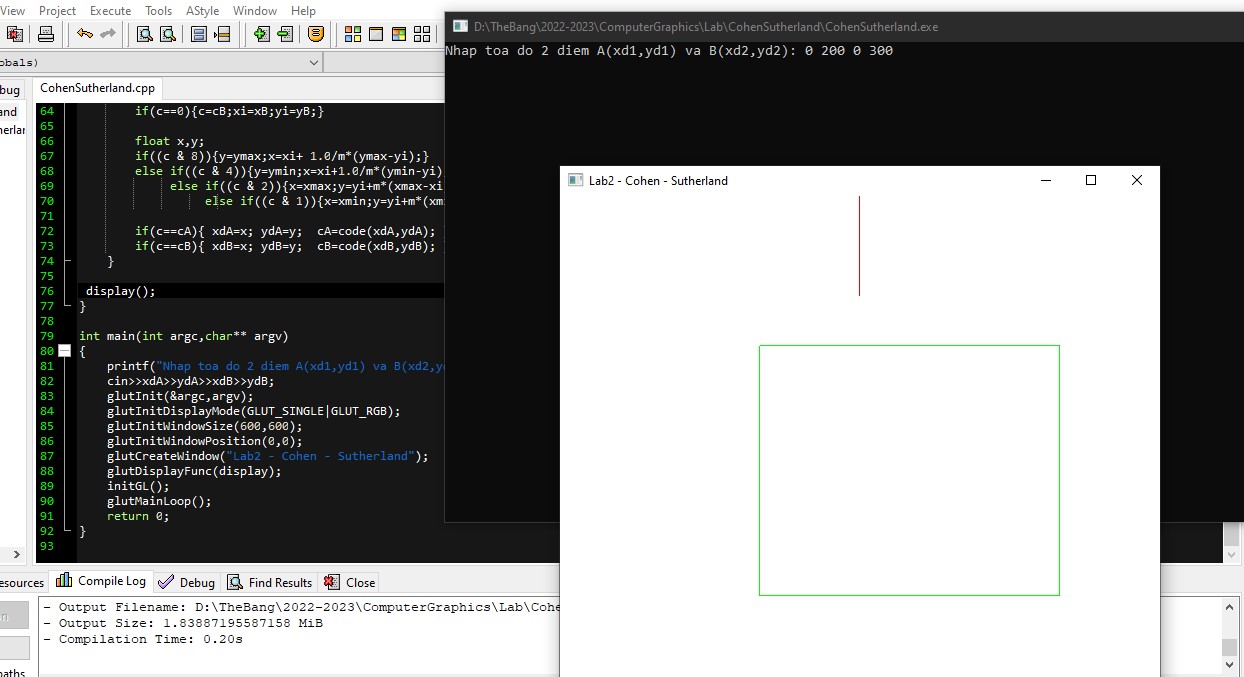 View Project Execute Tools AStyle Window Help
obals)
bug
and
herlan
CohenSutherland.cpp
64 if(c==0){c=cB;xi=xB;yi=yB;}
65
66 float x,y;
67 if((c & 8)){y=ymax;x=xi+ 1.0/m*(ymax-yi);}
68 else if((c & 4)){y=ymin;x=xi+1.0/m*(ymin-yi)
69 else if((c & 2)){x=xmax;y=yi+m*(xmax-xi
70 else if((c & 1)){x=xmin;y=yi+m*(xm
71
72 if(c==cA){ xdA=x; ydA=y; cA=code(xdA,ydA);
73 if(c==cB){ xdB=x; ydB=y; cB=code(xdB,ydB);
74 }
75
76 display();
77 }
78
79 int main(int argc,char** argv)
80 {
81 printf("Nhap toa do 2 diem A(xd1,yd1) va B(xd2,y
82 cin>>xdA>>ydA>>xdB>>ydB;
83 glutInit(&argc,argv);
84 glutInitDisplayMode(GLUT_SINGLE|GLUT_RGB);
85 glutInitWindowSize(600,600);
86 glutInitWindowPosition(0,0);
87 glutCreateWindow("Lab2 - Cohen - Sutherland");
88 glutDisplayFunc(display);
89 initGL();
90 glutMainLoop();
91 return 0;
92 }
93
D:\TheBang\2022-2023\ComputerGraphics\Lab\CohenSutherland\CohenSutherland.exe
Nhap toa do 2 diem A(xd1,yd1) va B(xd2,yd2): 0 200 0 300
Lab2 - Cohen - Sutherland
esources Compile Log Debug Find Results Close
- Output Filename: D:\TheBang\2022-2023\ComputerGraphics\Lab\Cohe
- Output Size: 1.83887195587158 MiB
- Compilation Time: 0.20s
paths